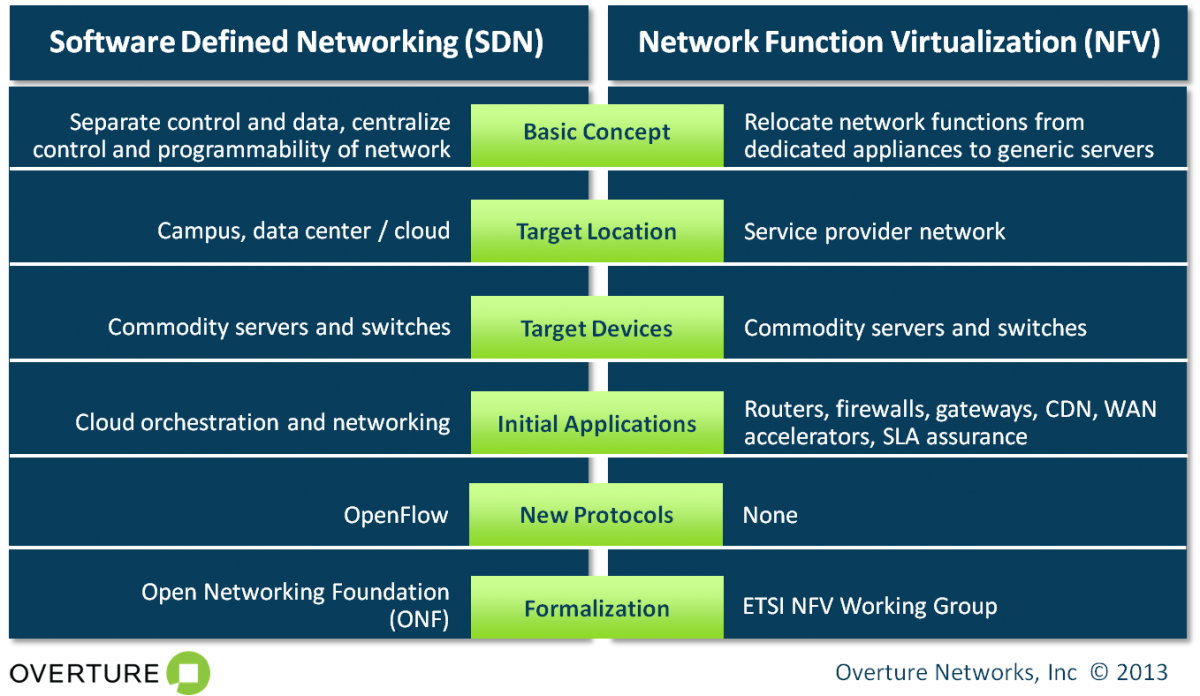 Software Defined Networking (SDN)
Network Function Virtualization (NFV)
Separate control and data, centralize
control and programmability of network
Basic Concept
Relocate network functions from
dedicated appliances to generic servers
Campus, data center / cloud
Target Location
Service provider network
Commodity servers and switches
Target Devices
Commodity servers and switches
Cloud orchestration and networking
Initial Applications
Routers, firewalls, gateways, CDN, WAN
accelerators, SLA assurance
OpenFlow
New Protocols
None
Open Networking Foundation
(ONF)
Formalization
ETSI NFV Working Group
OVERTURE
Overture Networks, Inc © 2013